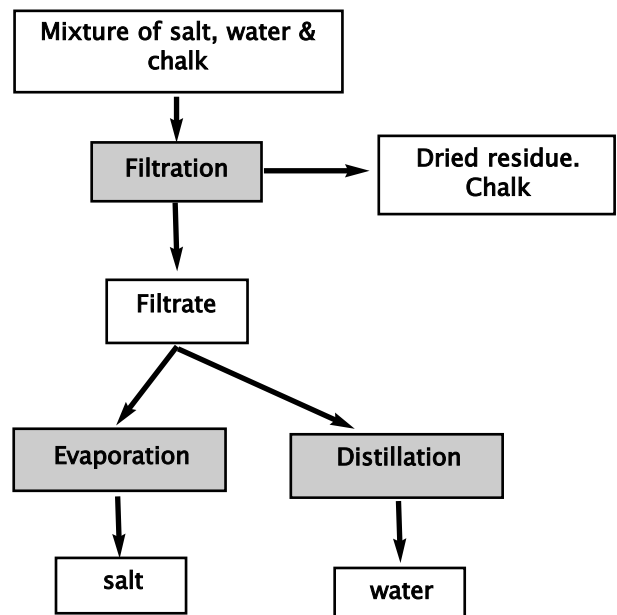 Mixture of salt, water &
chalk
Filtration
Dried residue.
Chalk
Filtrate
Evaporation
Distillation
salt
water